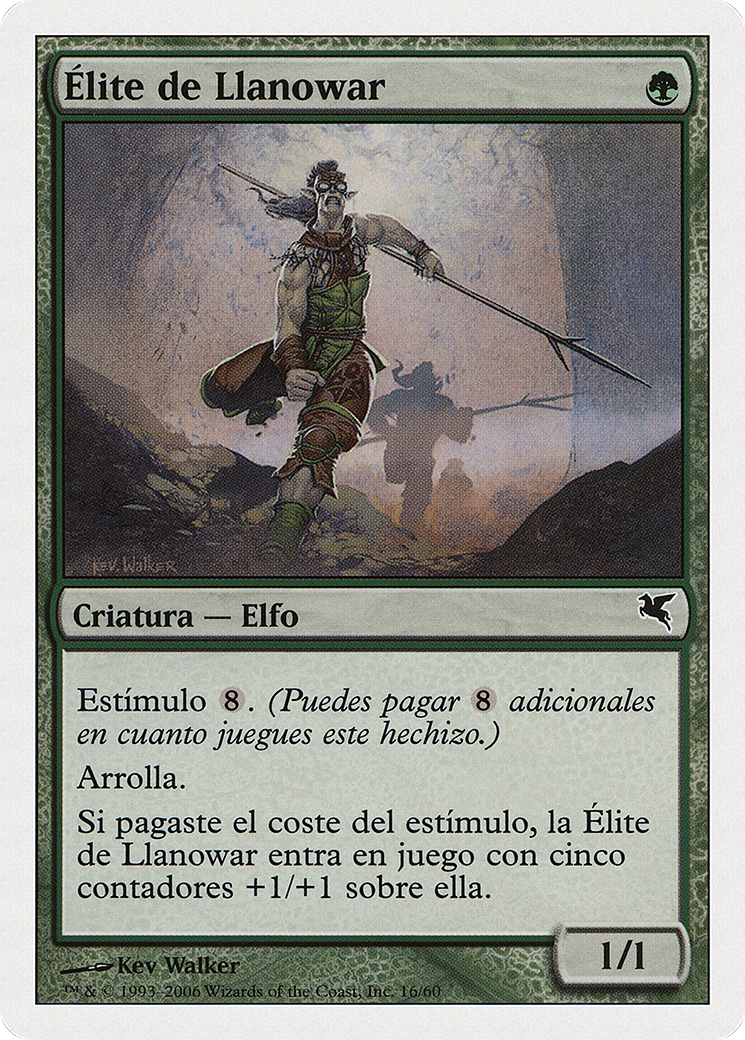 Élite de Llanowar
Kev. Walker
Criatura — Elfo
Estímulo 8. (Puedes pagar 8 adicionales
en cuanto juegues este hechizo.)
Arrolla.
Si pagaste el coste del estímulo, la Élite
de Llanowar entra en juego con cinco
contadores +1/+1 sobre ella.
1/1
Kev Walker
™ & © 1993–2006 Wizards of the Coast, Inc. 16/60